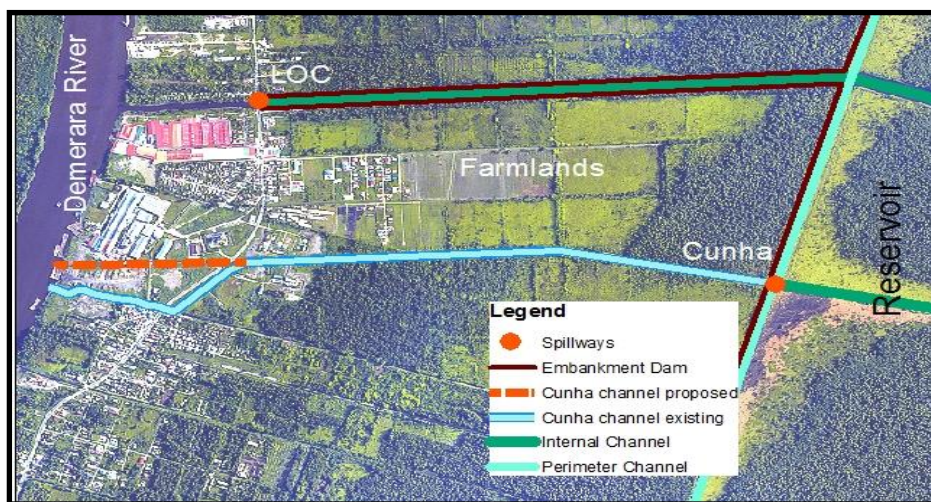 Demerara River
LOC
Farmlands
Cunha
Reservoir
Legend
Spillways
Embankment Dam
Cunha channel proposed
Cunha channel existing
Internal Channel
Perimeter Channel